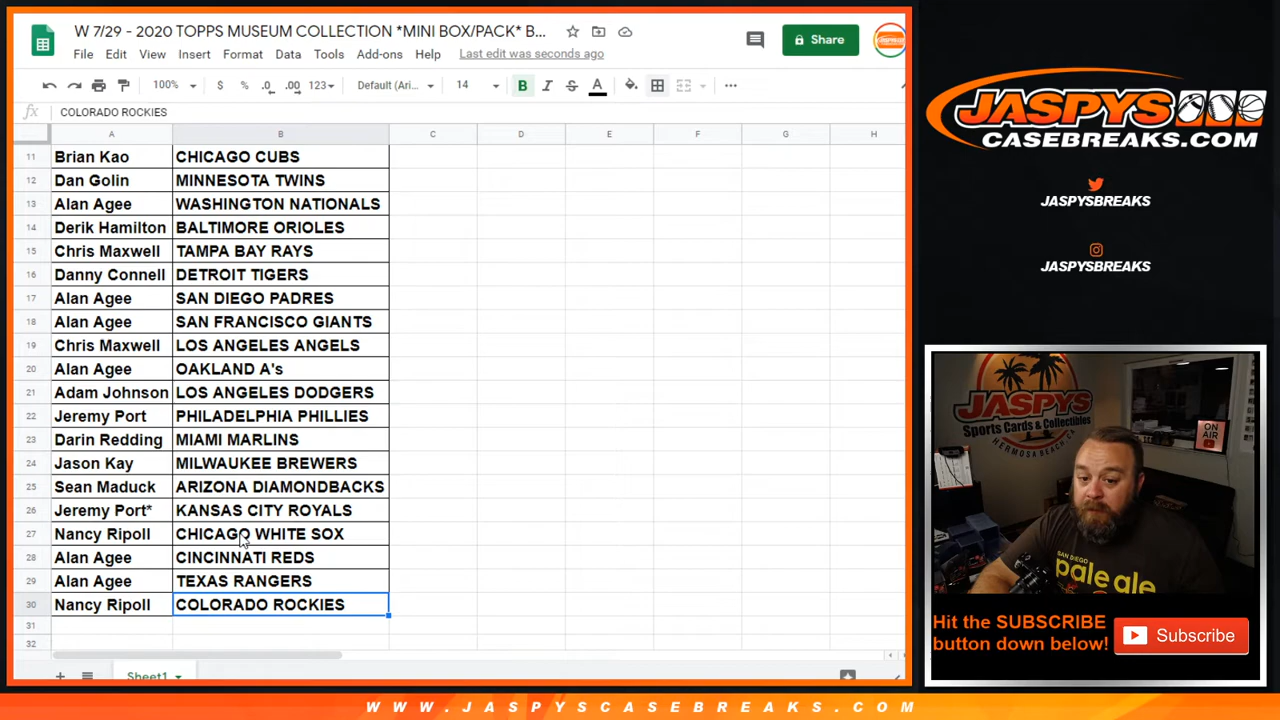 W 7/29 - 2020 TOPPS MUSEUM COLLECTION *MINI BOX/PACK* B...
File Edit View Insert Format Data Tools Add-ons Help Last edit was seconds ago
Share
100% $ % .0 .00 123 Default (Ari... 14 B I S A
fx COLORADO ROCKIES
A B C D E F G H
11 Brian Kao CHICAGO CUBS
12 Dan Golin MINNESOTA TWINS
13 Alan Agee WASHINGTON NATIONALS
14 Derik Hamilton BALTIMORE ORIOLES
15 Chris Maxwell TAMPA BAY RAYS
16 Danny Connell DETROIT TIGERS
17 Alan Agee SAN DIEGO PADRES
18 Alan Agee SAN FRANCISCO GIANTS
19 Chris Maxwell LOS ANGELES ANGELS
20 Alan Agee OAKLAND A's
21 Adam Johnson LOS ANGELES DODGERS
22 Jeremy Port PHILADELPHIA PHILLIES
23 Darin Redding MIAMI MARLINS
24 Jason Kay MILWAUKEE BREWERS
25 Sean Maduck ARIZONA DIAMONDBACKS
26 Jeremy Port* KANSAS CITY ROYALS
27 Nancy Ripoll CHICAGO WHITE SOX
28 Alan Agee CINCINNATI REDS
29 Alan Agee TEXAS RANGERS
30 Nancy Ripoll COLORADO ROCKIES
31
32
Sheet1
JASPYS
CASEBREAKS.COM
JASPYSBREAKS
JASPYSBREAKS
JASPYS
Sports Cards & Collectibles
HERMOSA BEACH, CA
ON AIR
SAN DIEGO
pale ale
Hit the SUBSCRIBE
button down below!
Subscribe
WWW.JASPYSCASEBREAKS.COM